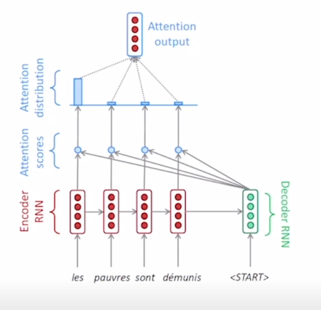 Attention
output
Attention
distribution
Attention
scores
Encoder
RNN
Decoder RNN
les pauvres sont démunis <START>